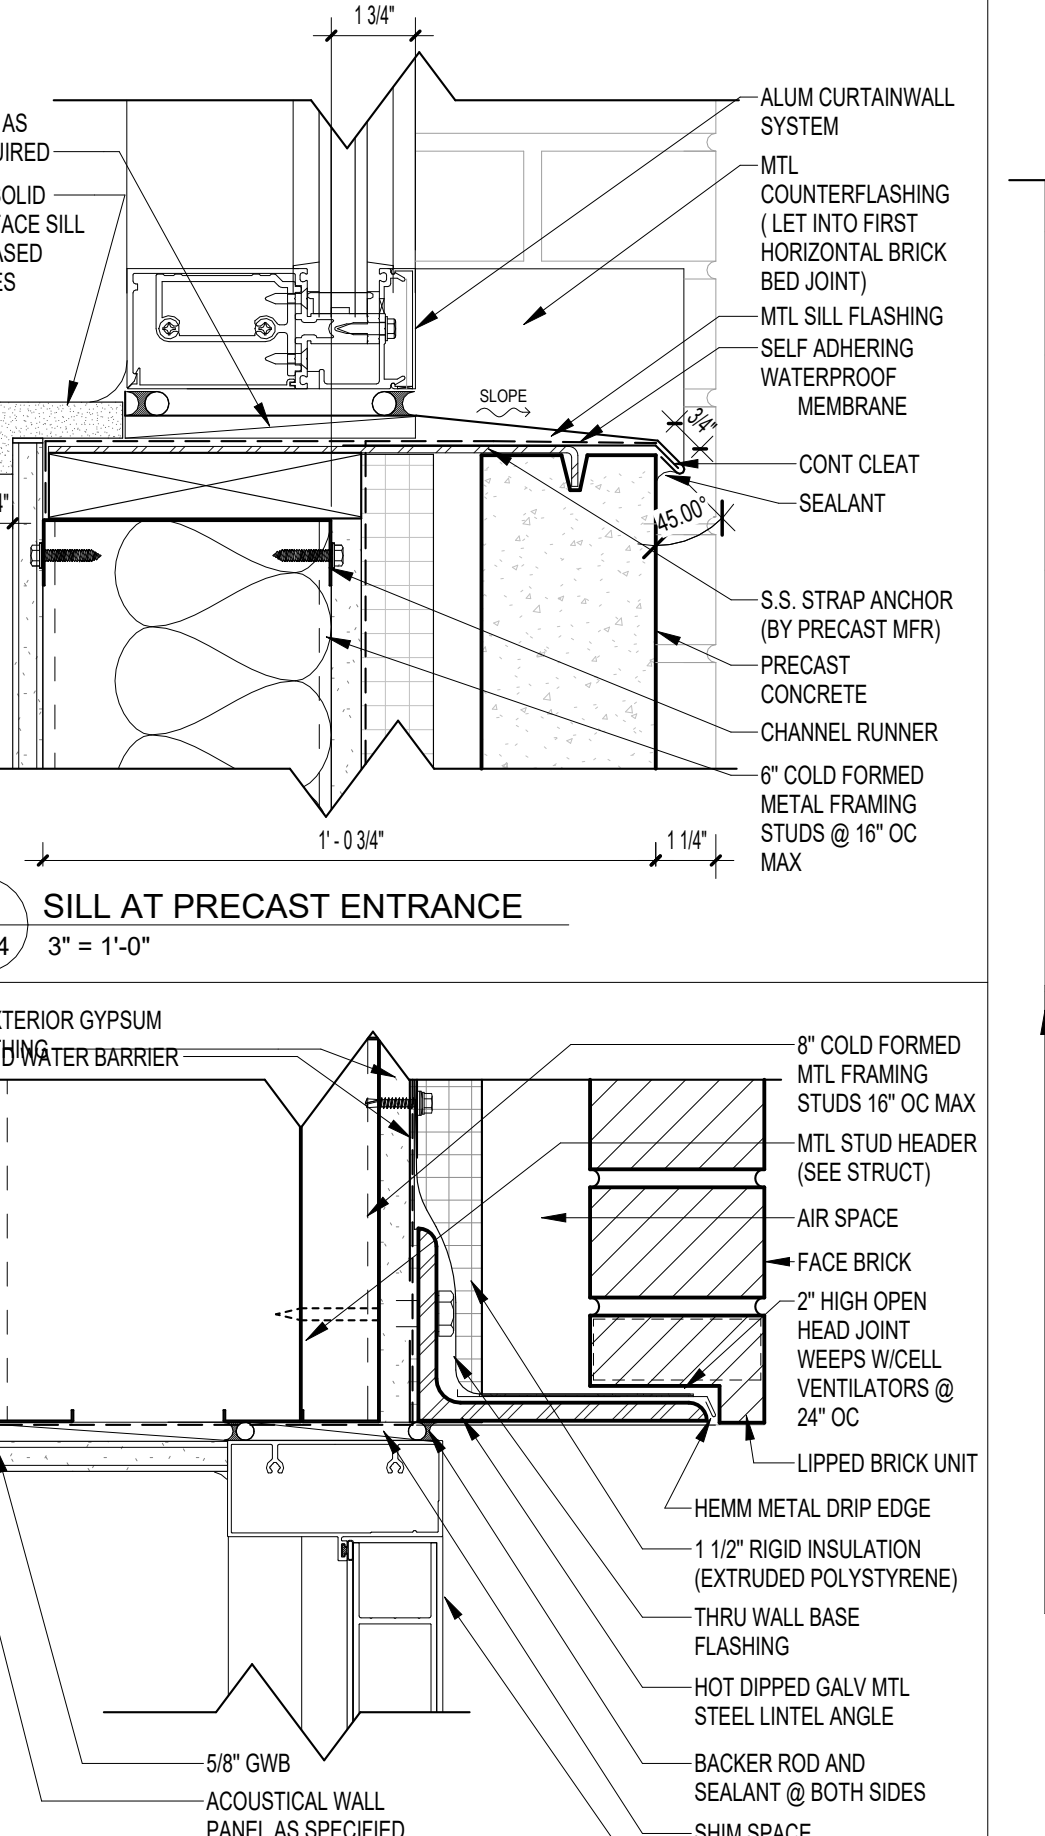 1 3/4"
ALUM CURTAINWALL
SYSTEM
MTL
COUNTERFLASHING
( LET INTO FIRST
HORIZONTAL BRICK
BED JOINT)
MTL SILL FLASHING
SELF ADHERING
WATERPROOF
MEMBRANE
AS
SLOPE
3/4"
CONT CLEAT
SEALANT
45.00°
S.S. STRAP ANCHOR
(BY PRECAST MFR)
PRECAST
CONCRETE
CHANNEL RUNNER
6" COLD FORMED
METAL FRAMING
STUDS @ 16" OC
MAX
1' - 0 3/4"
1 1/4"
SILL AT PRECAST ENTRANCE
3" = 1'-0"
GYPSUM
WATER BARRIER
8" COLD FORMED
MTL FRAMING
STUDS 16" OC MAX
MTL STUD HEADER
(SEE STRUCT)
AIR SPACE
FACE BRICK
2" HIGH OPEN
HEAD JOINT
WEEPS W/CELL
VENTILATORS @
24" OC
LIPPED BRICK UNIT
HEMM METAL DRIP EDGE
1 1/2" RIGID INSULATION
(EXTRUDED POLYSTYRENE)
THRU WALL BASE
FLASHING
HOT DIPPED GALV MTL
STEEL LINTEL ANGLE
BACKER ROD AND
SEALANT @ BOTH SIDES
SHIM SPACE
5/8" GWB
ACOUSTICAL WALL
PANEL AS SPECIFIED